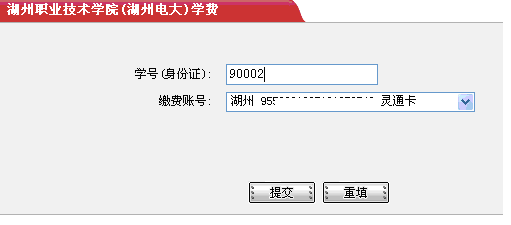 湖州职业技术学院(湖州电大)学费
学号(身份证): 90002
缴费账号: 湖州 灵通卡
提交 重填